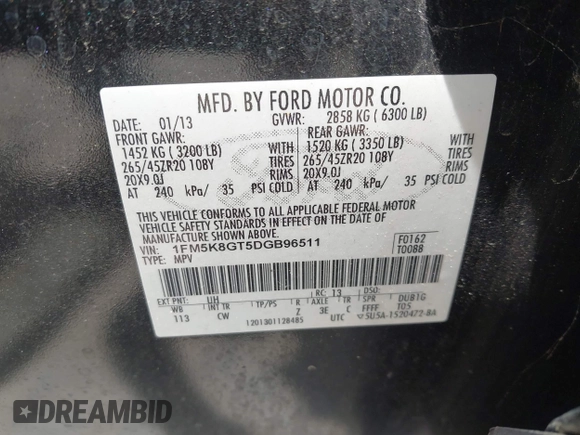 MFD. BY FORD MOTOR CO.
DATE: 01/13 GVWR: 2858 KG ( 6300 LB)
FRONT GAWR: REAR GAWR:
1452 KG ( 3200 LB) WITH 1520 KG ( 3350 LB) WITH
265/45ZR20 108Y TIRES 265/45ZR20 108Y TIRES
20X9.0J RIMS 20X9.0J RIMS
AT 240 kPa/ 35 PSI COLD AT 240 kPa/ 35 PSI COLD
THIS VEHICLE CONFORMS TO ALL APPLICABLE FEDERAL MOTOR
VEHICLE SAFETY STANDARDS IN EFFECT ON THE DATE OF
MANUFACTURE SHOWN ABOVE.
VIN: 1FM5K8GT5DGB96511 F0162
TYPE: MPV T0088
EXT PNT: UH RC: 13 DSO:
WB INT TR TP/PS R AXLE TR SPR DUBTG
113 CW Z 3E C FFFF T05
1201301128485 UTC SU5A-1520472-BA
DREAMBID